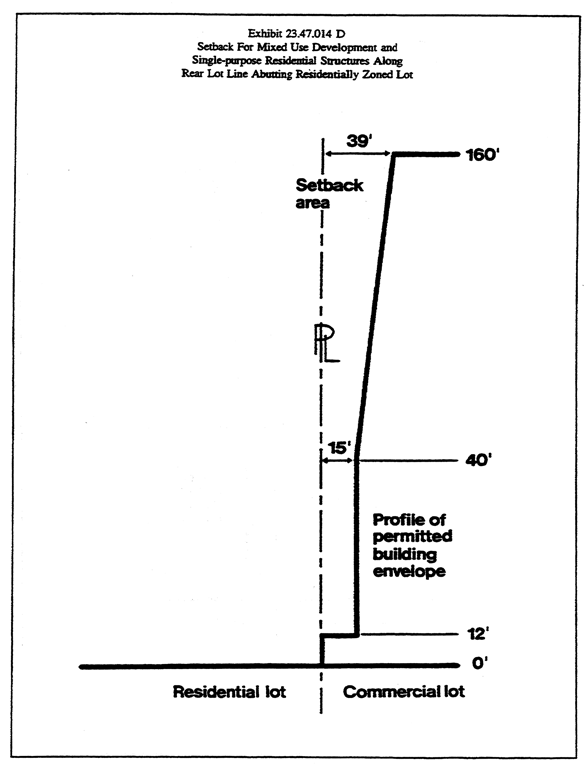 Exhibit 23.47.014 D
Setback For Mixed Use Development and
Single-purpose Residential Structures Along
Rear Lot Line Abutting Residentially Zoned Lot
39'
160'
Setback
area
PL
15'
40'
Profile of
permitted
building
envelope
12'
0'
Residential lot
Commercial lot